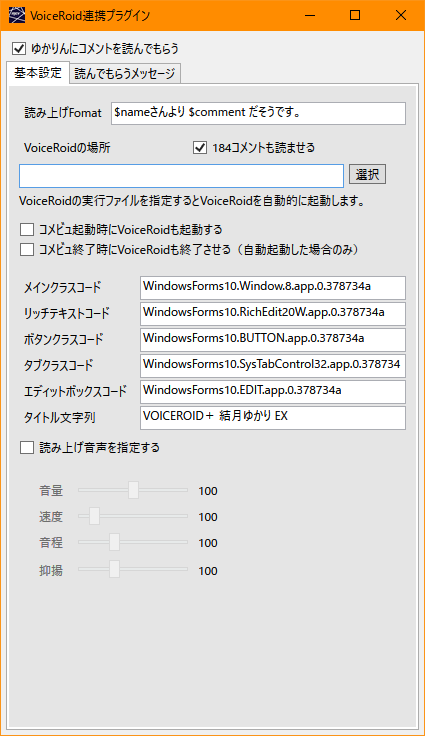 VoiceRoid連携プラグイン
ゆかりんにコメントを読んでもらう
基本設定 読んでもらうメッセージ
読み上げFomat $nameさんより $comment だそうです。
VoiceRoidの場所 184コメントも読ませる
選択
VoiceRoidの実行ファイルを指定するとVoiceRoidを自動的に起動します。
コメビュ起動時にVoiceRoidも起動する
コメビュ終了時にVoiceRoidも終了させる（自動起動した場合のみ）
メインクラスコード WindowsForms10.Window.8.app.0.378734a
リッチテキストコード WindowsForms10.RichEdit20W.app.0.378734a
ボタンクラスコード WindowsForms10.BUTTON.app.0.378734a
タブクラスコード WindowsForms10.SysTabControl32.app.0.378734
エディットボックスコード WindowsForms10.EDIT.app.0.378734a
タイトル文字列 VOICEROID＋ 結月ゆかり EX
読み上げ音声を指定する
音量 100
速度 100
音程 100
抑揚 100